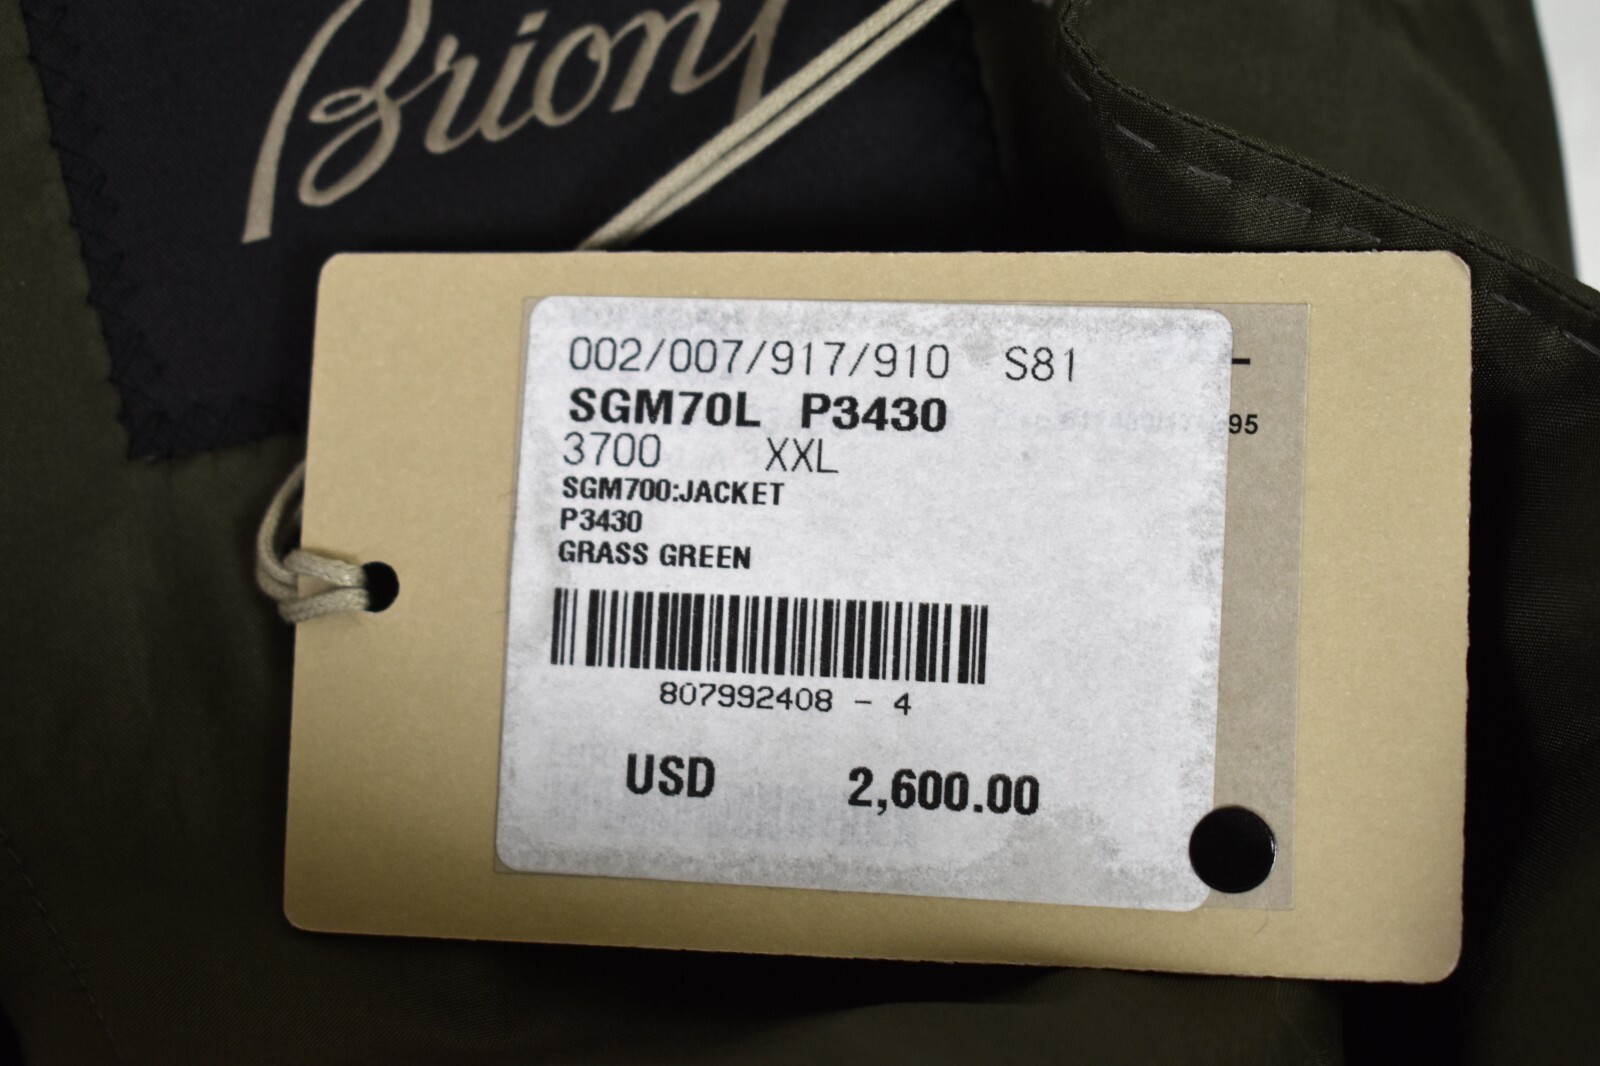 Brioni
002/007/917/910 S81
SGM70L P3430
3700 XXL
SGM700:JACKET
P3430
GRASS GREEN
807992408 - 4
USD 2,600.00
95